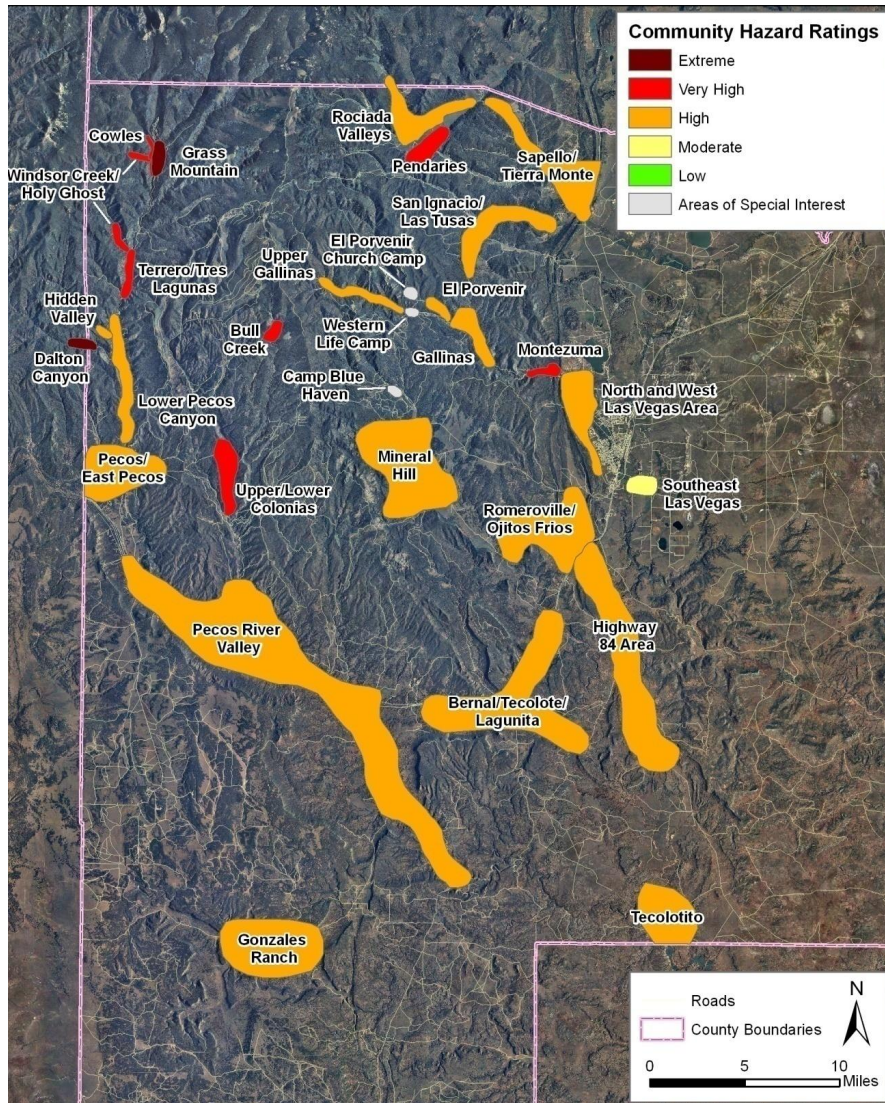 Community Hazard Ratings
Extreme
Very High
High
Moderate
Low
Areas of Special Interest
Rociada
Valleys
Cowles
Grass
Mountain
Pendaries
Sapello/
Tierra Monte
Windsor Creek/
Holy Ghost
San Ignacio/
Las Tusas
El Porvenir
Church Camp
Upper
Gallinas
Terrero/Tres
Lagunas
El Porvenir
Hidden
Valley
Bull
Creek
Western
Life Camp
Dalton
Canyon
Gallinas
Montezuma
Camp Blue
Haven
North and West
Las Vegas Area
Lower Pecos
Canyon
Pecos/
East Pecos
Mineral
Hill
Upper/Lower
Colonias
Southeast
Las Vegas
Romeroville/
Ojitos Frios
Pecos River
Valley
Highway
84 Area
Bernal/Tecolote/
Lagunita
Tecolotito
Gonzales
Ranch
Roads
County Boundaries
N
0 5 10
Miles